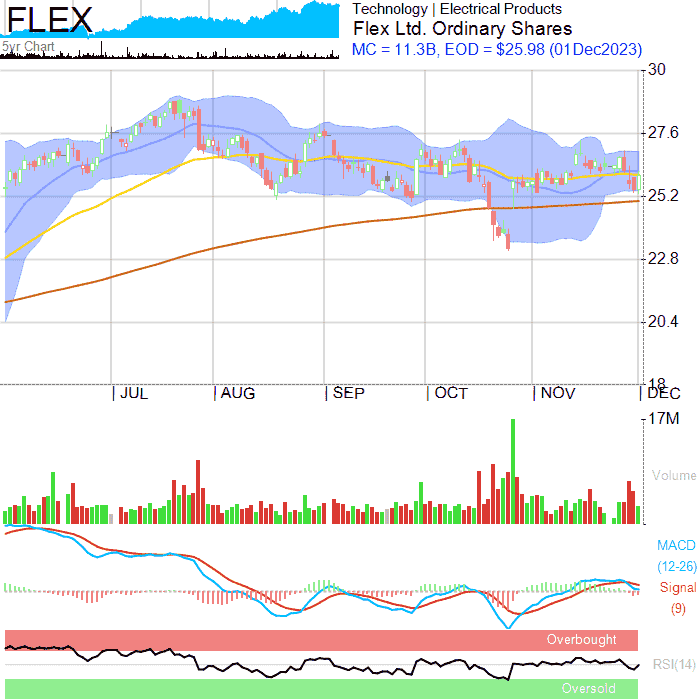 FLEX
5yr Chart
Technology | Electrical Products
Flex Ltd. Ordinary Shares
MC = 11.3B, EOD = $25.98 (01Dec2023)
30
27.6
25.2
22.8
20.4
18
JUL AUG SEP OCT NOV DEC
17M
Volume
MACD
(12-26)
Signal
(9)
Overbought
RSI(14)
Oversold